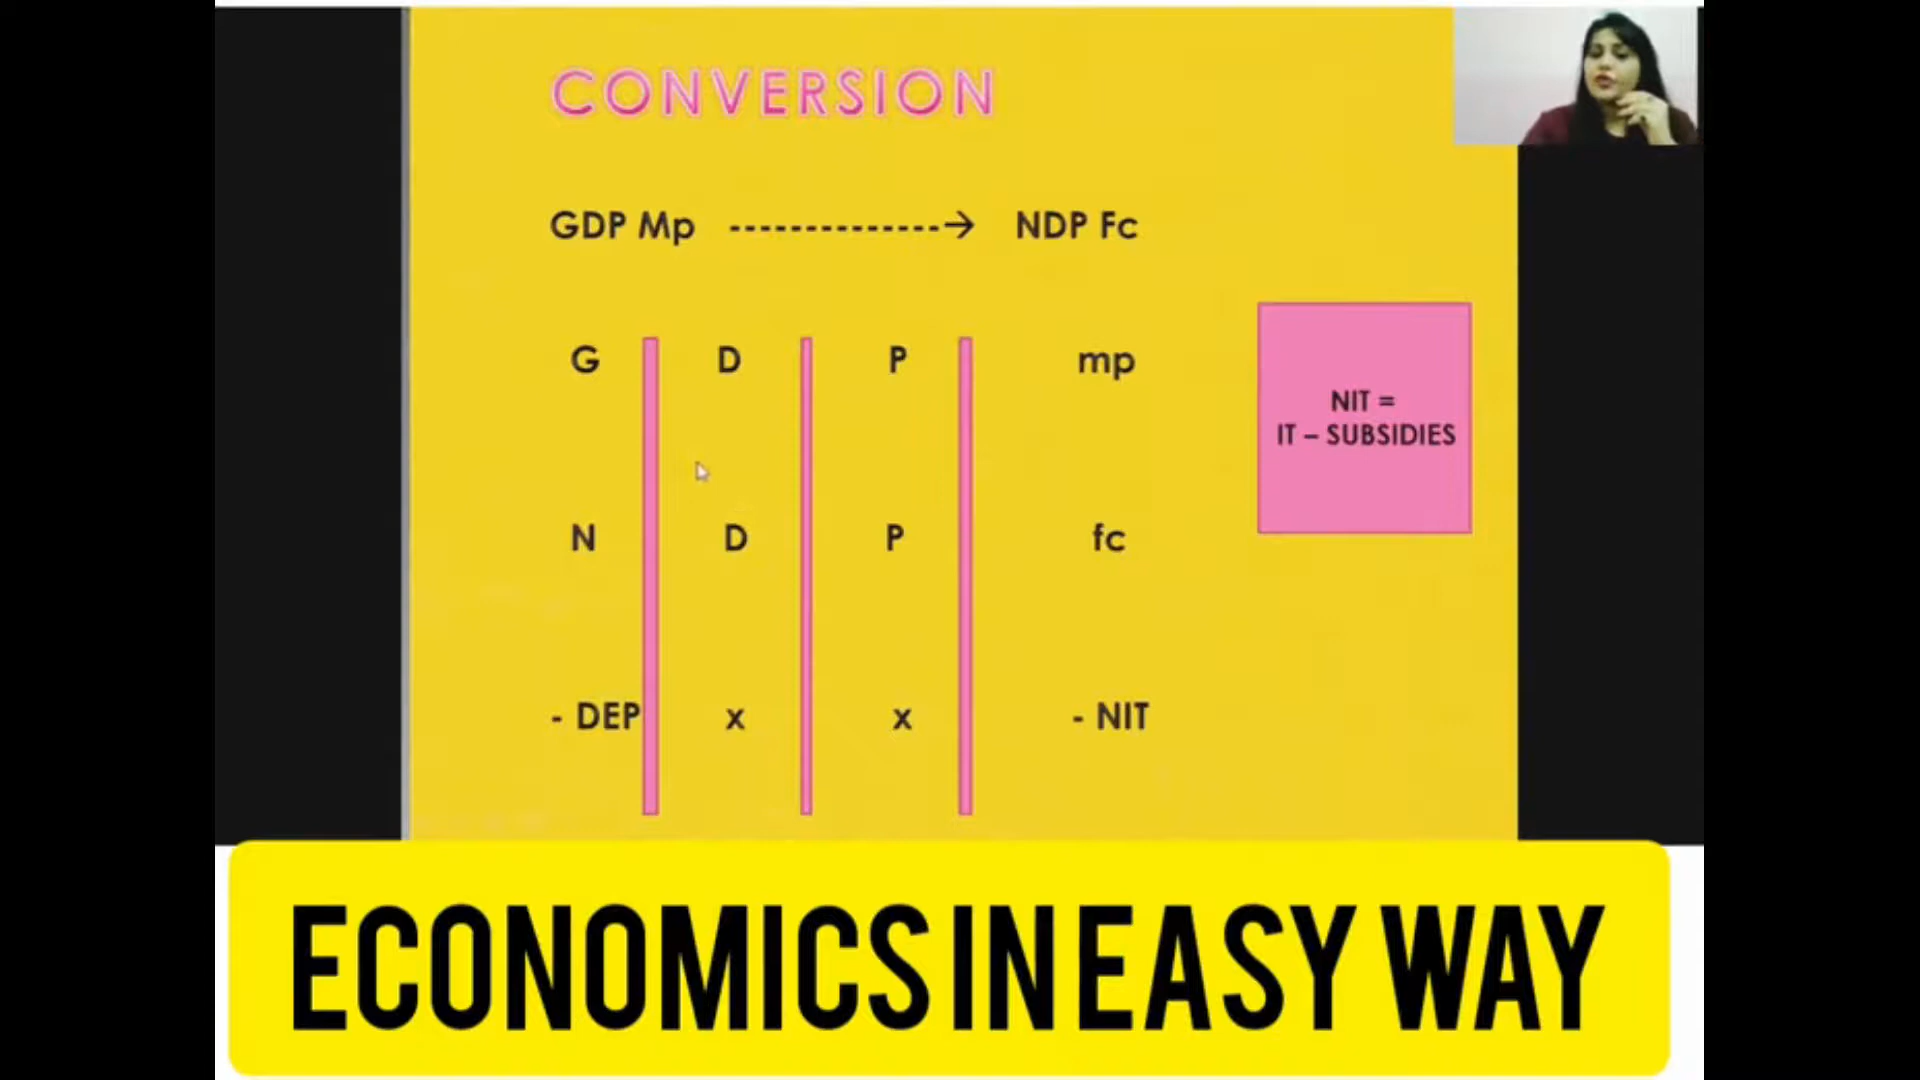 CONVERSION
GDP Mp --------------→ NDP Fc
G D P mp
NIT =
IT – SUBSIDIES
N D P fc
- DEP x x - NIT
ECONOMICS IN EASY WAY